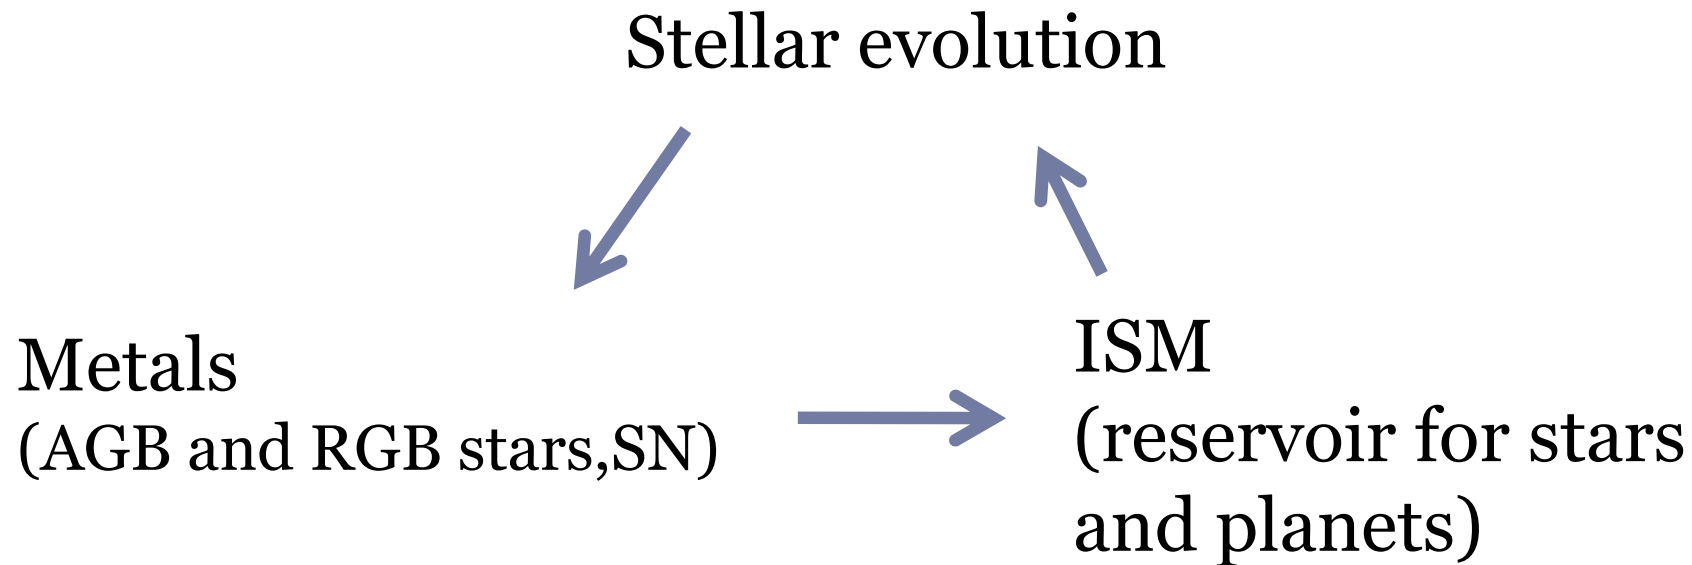 Stellar evolution
Metals
(AGB and RGB stars,SN)
ISM
(reservoir for stars
and planets)